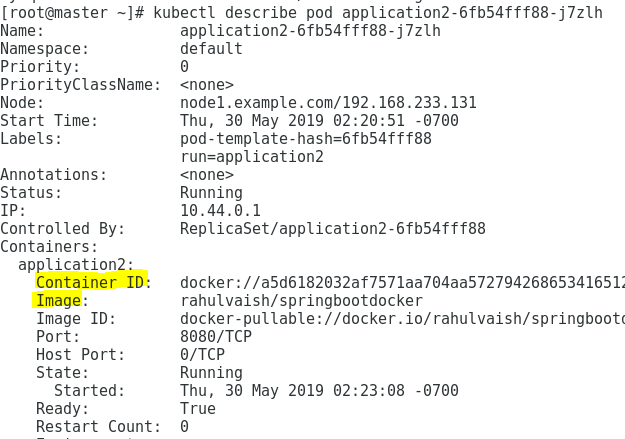 [root@master ~]# kubectl describe pod application2-6fb54fff88-j7zlh
Name: application2-6fb54fff88-j7zlh
Namespace: default
Priority: 0
PriorityClassName: <none>
Node: node1.example.com/192.168.233.131
Start Time: Thu, 30 May 2019 02:20:51 -0700
Labels: pod-template-hash=6fb54fff88
run=application2
Annotations: <none>
Status: Running
IP: 10.44.0.1
Controlled By: ReplicaSet/application2-6fb54fff88
Containers:
application2:
Container ID: docker://a5d6182032af7571aa704aa572794268653416512
Image: rahulvaish/springbootdocker
Image ID: docker-pullable://docker.io/rahulvaish/springbootd
Port: 8080/TCP
Host Port: 0/TCP
State: Running
Started: Thu, 30 May 2019 02:23:08 -0700
Ready: True
Restart Count: 0